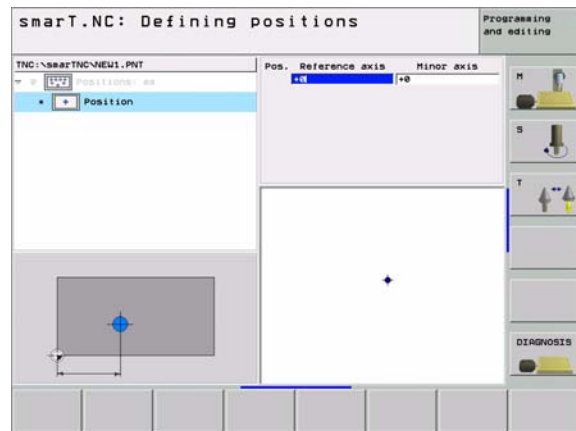 smarT.NC: Defining positions
Programming
and editing
TNC:\smarTNC\NEW1.PNT
Positions: mm
Position
Pos. Reference axis Minor axis
+0 +0
M
S
T
DIAGNOSIS